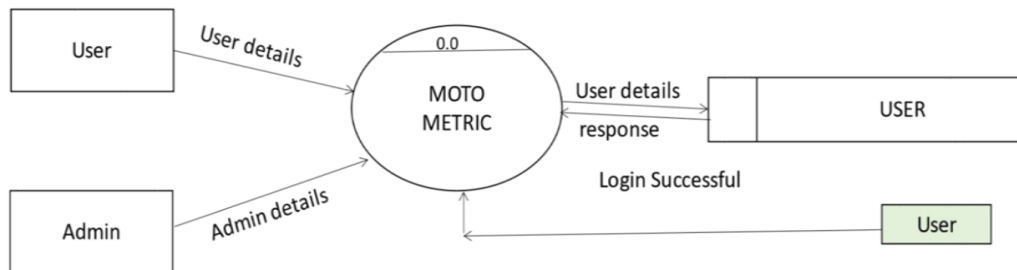 User
User details
0.0
MOTO
METRIC
User details
response
USER
Login Successful
Admin
Admin details
User